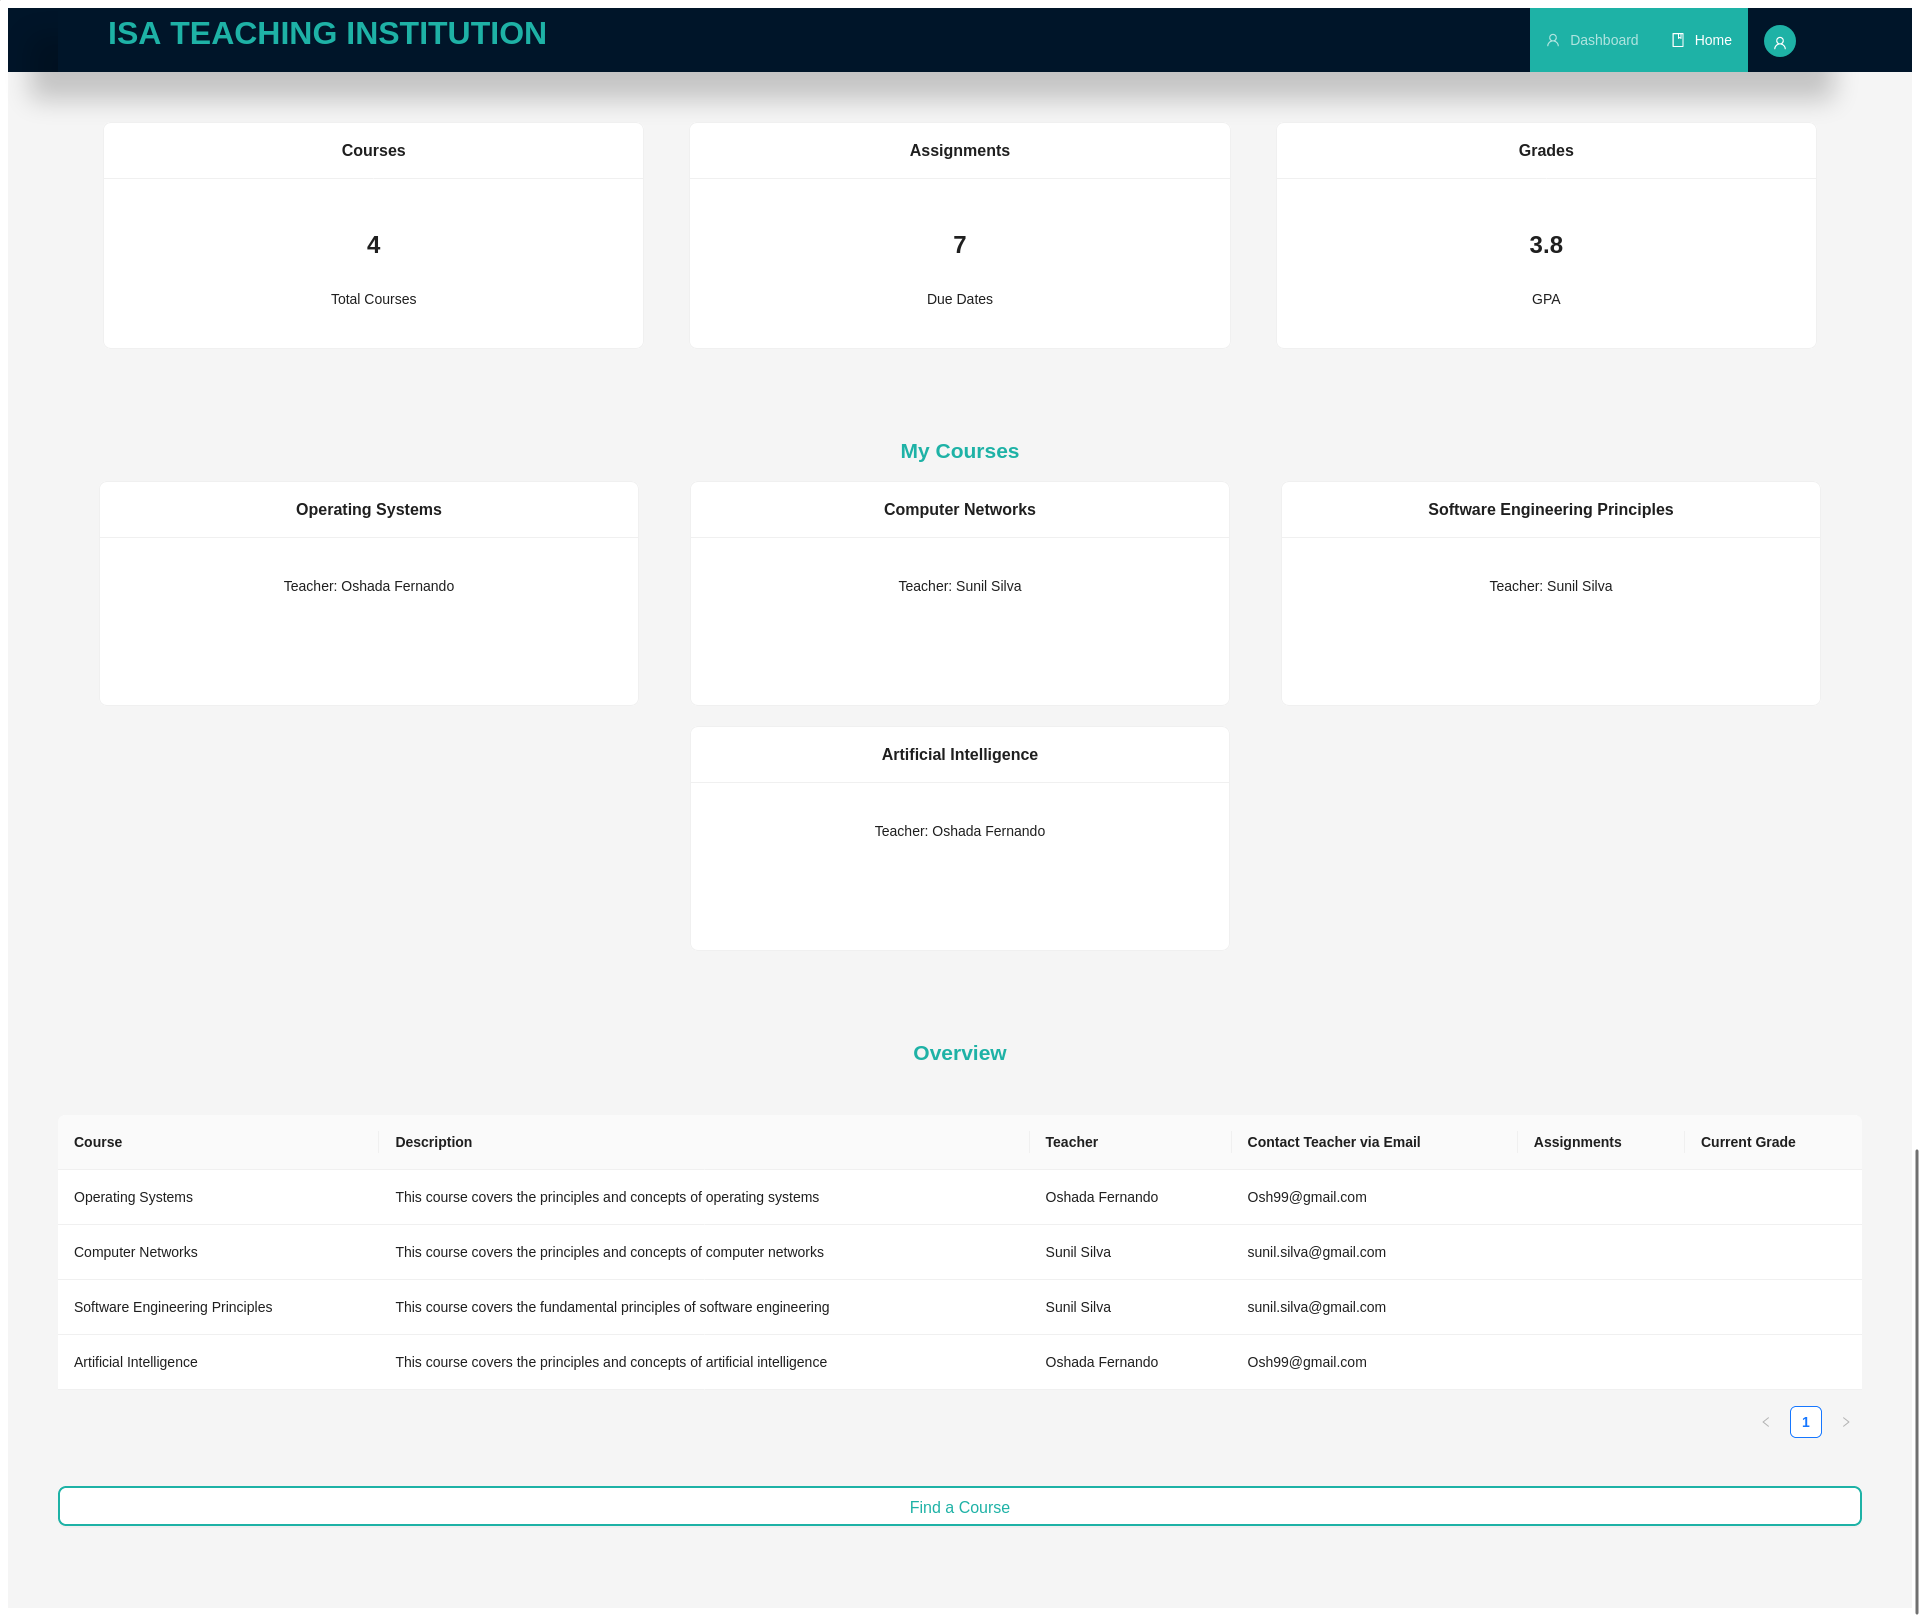 ISA TEACHING INSTITUTION
Dashboard
Home
Courses
4
Total Courses
Assignments
7
Due Dates
Grades
3.8
GPA
My Courses
Operating Systems
Teacher: Oshada Fernando
Computer Networks
Teacher: Sunil Silva
Software Engineering Principles
Teacher: Sunil Silva
Artificial Intelligence
Teacher: Oshada Fernando
Overview
Course Description Teacher Contact Teacher via Email Assignments Current Grade
Operating Systems This course covers the principles and concepts of operating systems Oshada Fernando Osh99@gmail.com
Computer Networks This course covers the principles and concepts of computer networks Sunil Silva sunil.silva@gmail.com
Software Engineering Principles This course covers the fundamental principles of software engineering Sunil Silva sunil.silva@gmail.com
Artificial Intelligence This course covers the principles and concepts of artificial intelligence Oshada Fernando Osh99@gmail.com
1
Find a Course